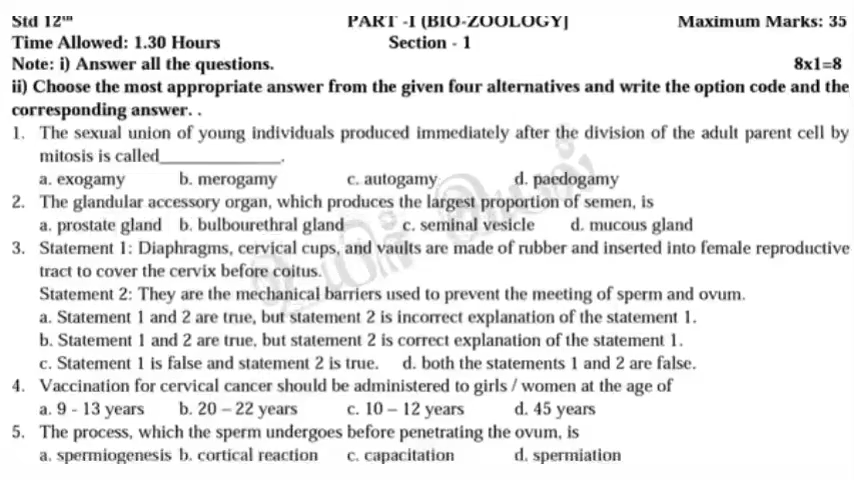 Std 12th PART -I (BIO-ZOOLOGY] Maximum Marks: 35
Time Allowed: 1.30 Hours Section - 1
Note: i) Answer all the questions. 8x1=8
ii) Choose the most appropriate answer from the given four alternatives and write the option code and the
corresponding answer. .
1. The sexual union of young individuals produced immediately after the division of the adult parent cell by
mitosis is called____________.
a. exogamy b. merogamy c. autogamy d. paedogamy
2. The glandular accessory organ, which produces the largest proportion of semen, is
a. prostate gland b. bulbourethral gland c. seminal vesicle d. mucous gland
3. Statement 1: Diaphragms, cervical cups, and vaults are made of rubber and inserted into female reproductive
tract to cover the cervix before coitus.
Statement 2: They are the mechanical barriers used to prevent the meeting of sperm and ovum.
a. Statement 1 and 2 are true, but statement 2 is incorrect explanation of the statement 1.
b. Statement 1 and 2 are true, but statement 2 is correct explanation of the statement 1.
c. Statement 1 is false and statement 2 is true. d. both the statements 1 and 2 are false.
4. Vaccination for cervical cancer should be administered to girls / women at the age of
a. 9 - 13 years b. 20 – 22 years c. 10 – 12 years d. 45 years
5. The process, which the sperm undergoes before penetrating the ovum, is
a. spermiogenesis b. cortical reaction c. capacitation d. spermiation